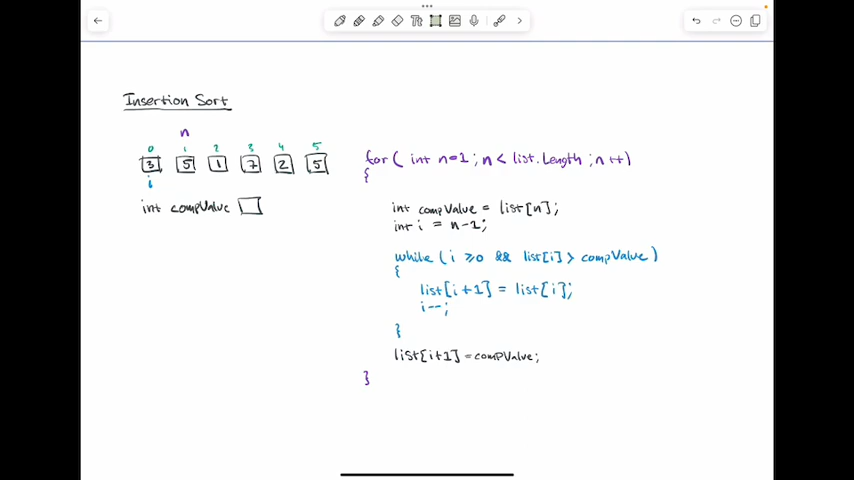 Insertion Sort
n
0 1 2 3 4 5
3 5 1 7 2 5
i
int compValue
for( int n=1; n < list.Length; n++)
{
int compValue = list[n];
int i = n-1;
while( i ≥0 && list[i] > compValue )
{
list[i+1] = list[i];
i--;
}
list[i+1] = compValue;
}